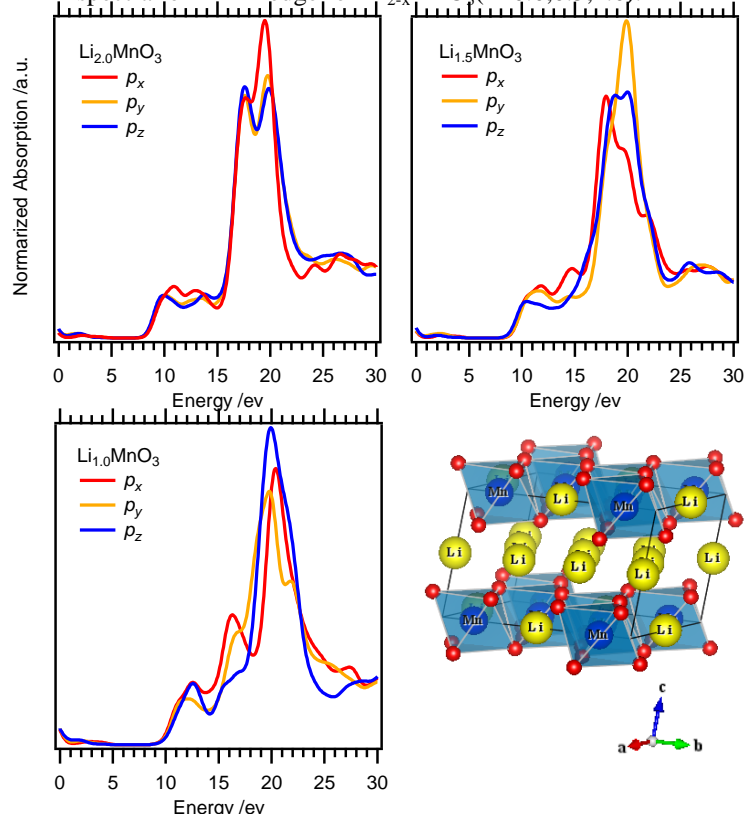 Li2.0MnO3
px
py
pz
Normarized Absorption /a.u.
0 5 10 15 20 25 30
Energy /ev
Li1.5MnO3
px
py
pz
0 5 10 15 20 25 30
Energy /ev
Li1.0MnO3
px
py
pz
0 5 10 15 20 25 30
Energy /ev
Mn Li Mn Li
Li Li Li Li Li
Mn Li Mn Li
c
a b